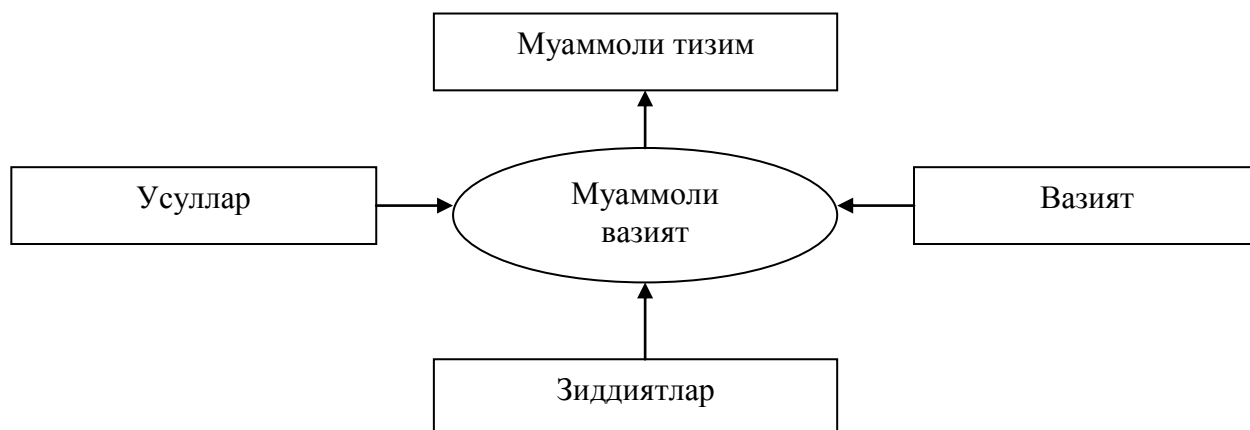 Муаммоли тизим
Усуллар
Муаммоли
вазият
Вазият
Зиддиятлар